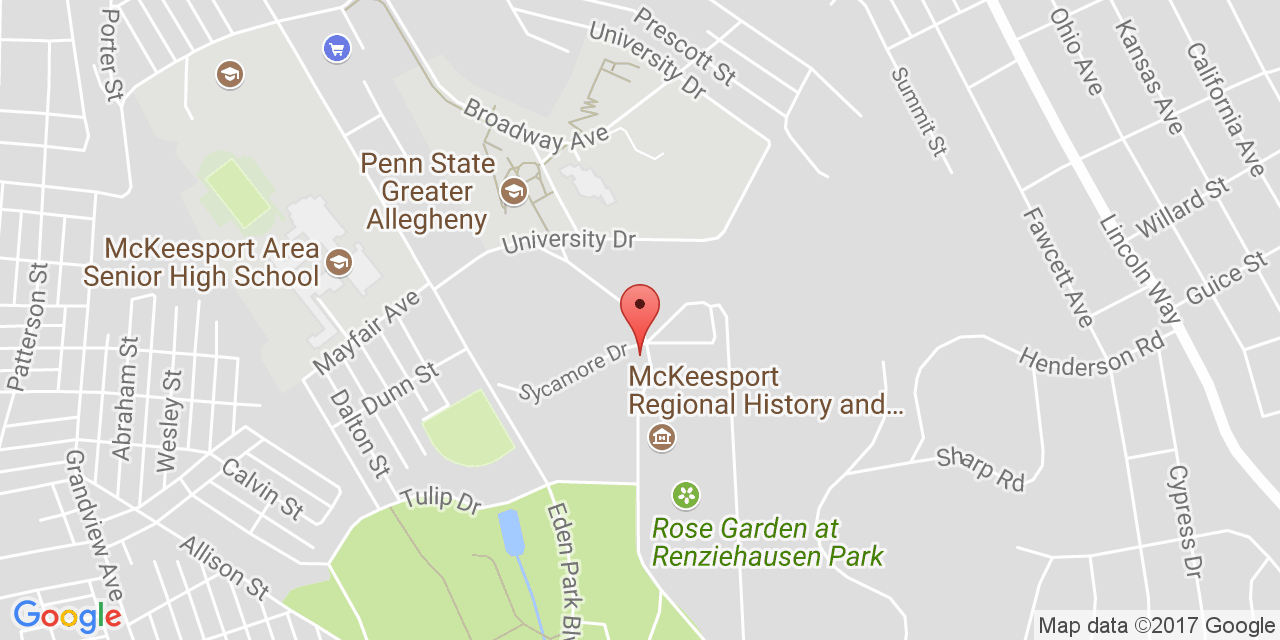 Porter St
Prescott St
University Dr
Ohio Ave
Kansas Ave
California Ave
Summit St
Broadway Ave
Penn State
Greater
Allegheny
Willard St
University Dr
McKeesport Area
Senior High School
Fawcett Ave
Lincoln Way
Guice St
Patterson St
Mayfair Ave
Henderson Rd
Abraham St
Wesley St
Dunn St
Sycamore Dr
McKeesport
Regional History and...
Dalton St
Grandview Ave
Calvin St
Tulip Dr
Sharp Rd
Cypress Dr
Rose Garden at
Renziehausen Park
Allison St
Eden Park Blv
Google
Map data ©2017 Google